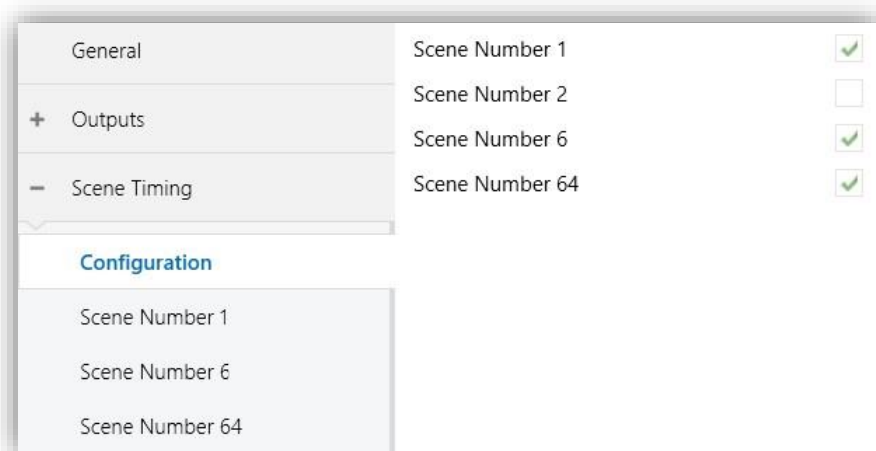 General
Outputs
Scene Timing
Configuration
Scene Number 1
Scene Number 6
Scene Number 64
Scene Number 1
Scene Number 2
Scene Number 6
Scene Number 64